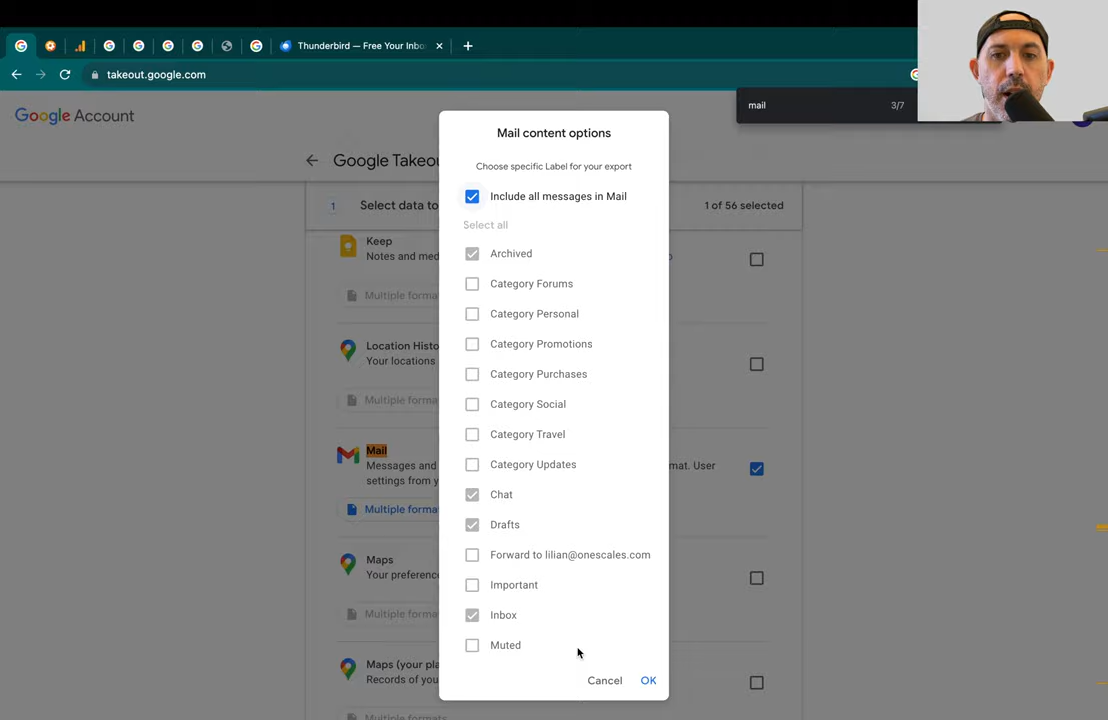 Thunderbird — Free Your Inbo
takeout.google.com
mail
3/7
Google Account
Google Takeou
1
Select data to
1 of 56 selected
Keep
Notes and med
Multiple forma
Location Histo
Your locations
Multiple forma
Mail
Messages and
mat. User
settings from y
Multiple forma
Maps
Your preference
Multiple forma
Maps (your pla
Records of you
Multiple formats
Mail content options
Choose specific Label for your export
Include all messages in Mail
Select all
Archived
Category Forums
Category Personal
Category Promotions
Category Purchases
Category Social
Category Travel
Category Updates
Chat
Drafts
Forward to lilian@onescales.com
Important
Inbox
Muted
Cancel
OK